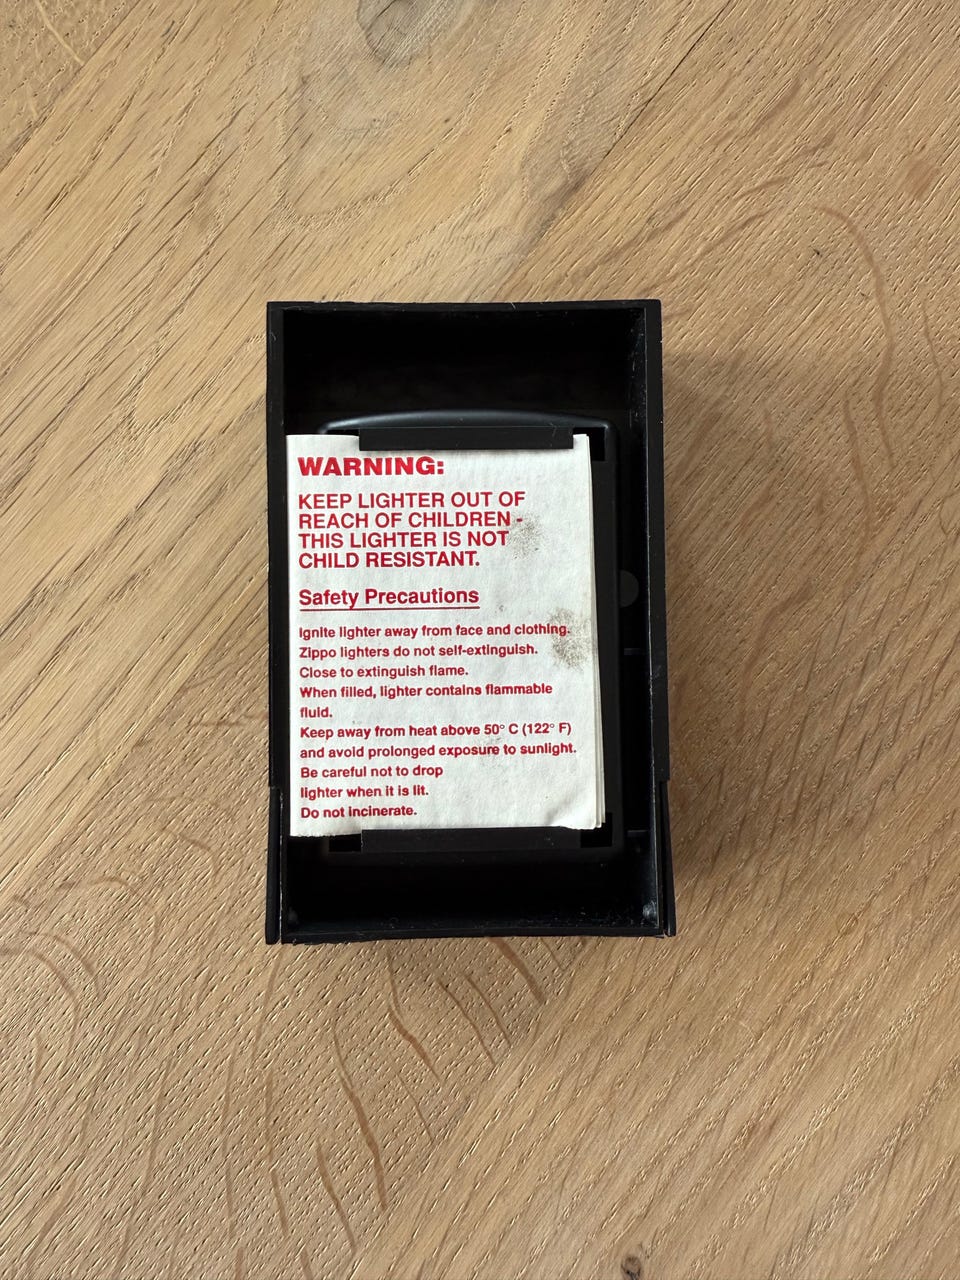 WARNING:
KEEP LIGHTER OUT OF
REACH OF CHILDREN -
THIS LIGHTER IS NOT
CHILD RESISTANT.
Safety Precautions
Ignite lighter away from face and clothing.
Zippo lighters do not self-extinguish.
Close to extinguish flame.
When filled, lighter contains flammable
fluid.
Keep away from heat above 50° C (122° F)
and avoid prolonged exposure to sunlight.
Be careful not to drop
lighter when it is lit.
Do not incinerate.